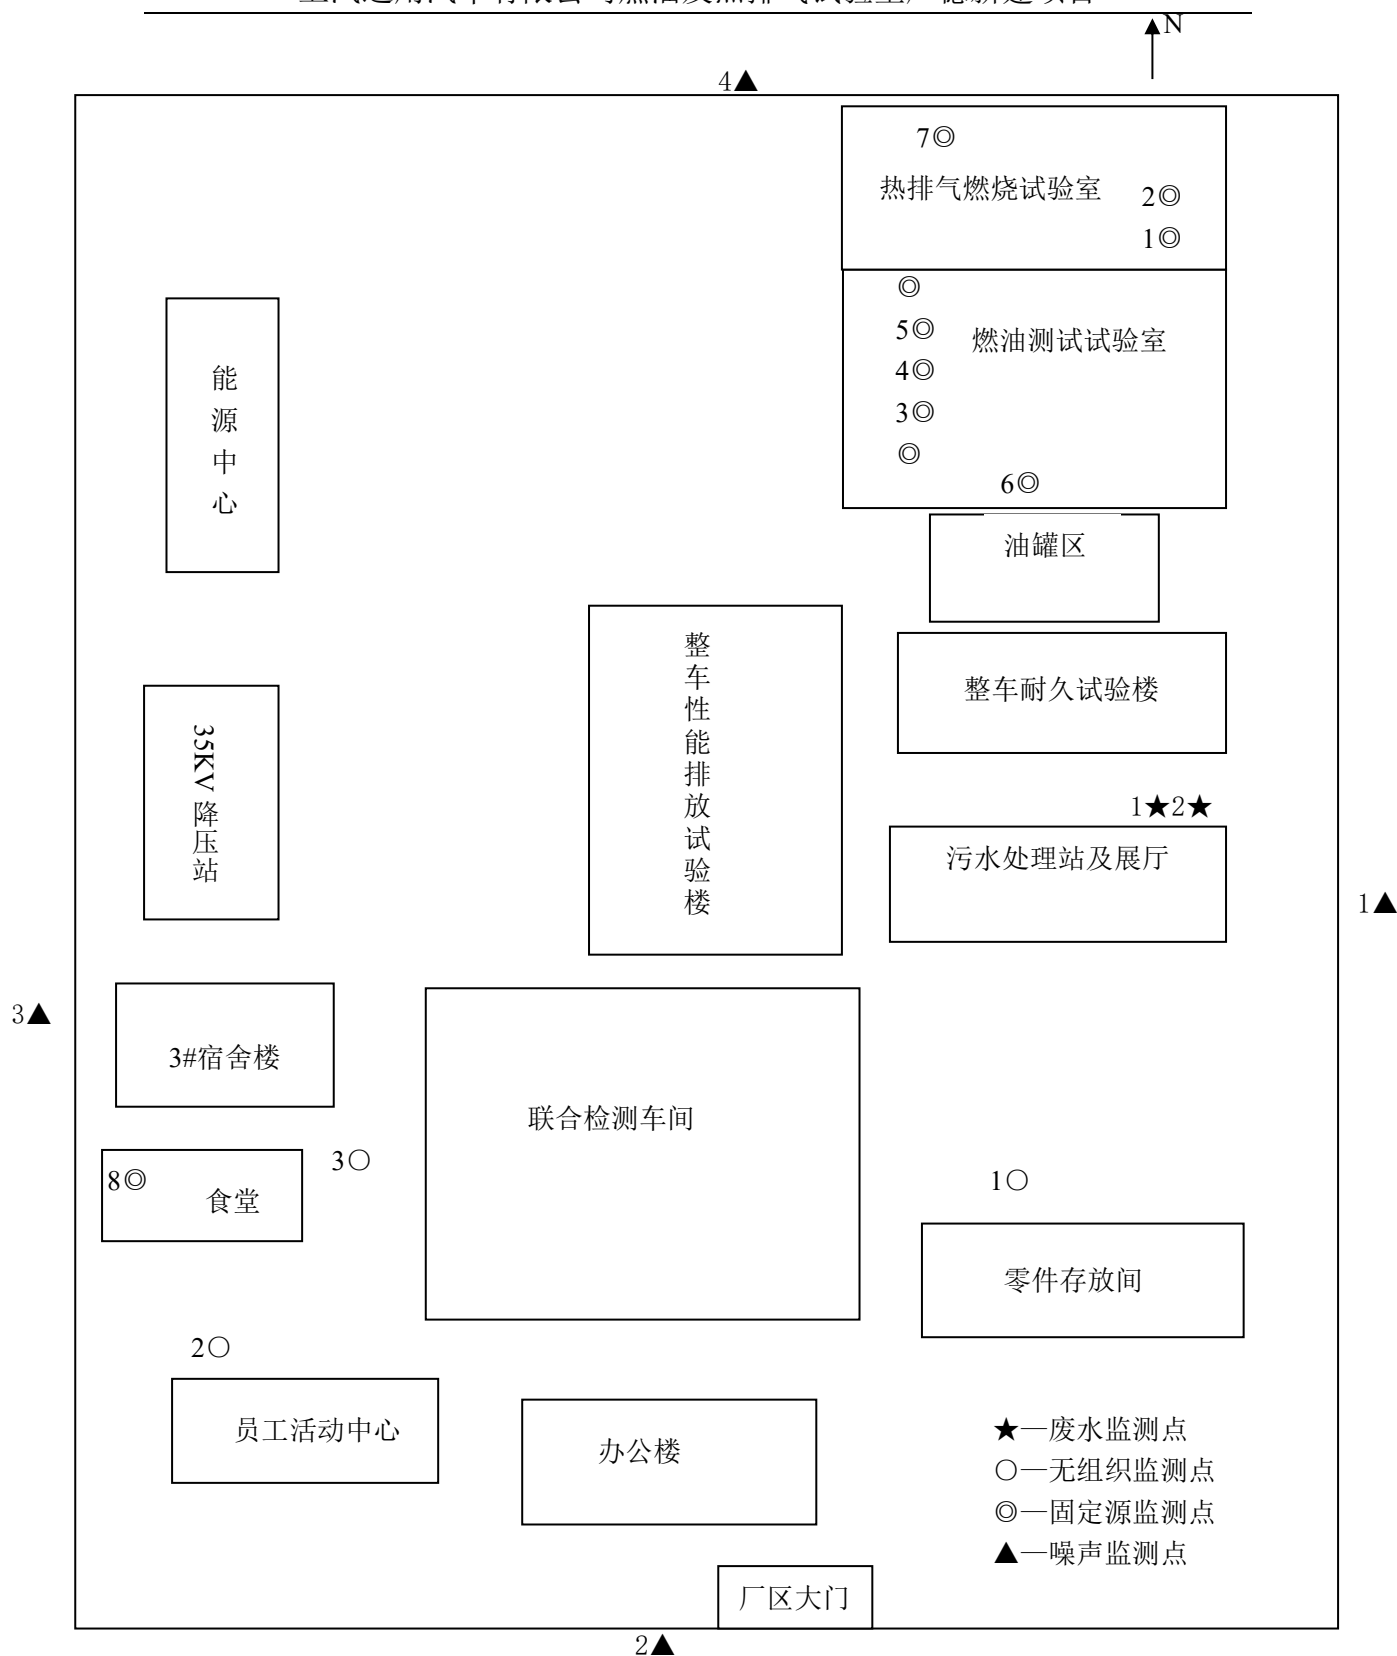 N
4▲
7◎
热排气燃烧试验室
2◎
1◎
◎
5◎
燃油测试试验室
4◎
3◎
◎
6◎
能源中心
油罐区
整车性能排放试验楼
整车耐久试验楼
35KV降压站
1★2★
污水处理站及展厅
1▲
3▲
3#宿舍楼
联合检测车间
3○
8◎
食堂
1○
零件存放间
2○
员工活动中心
办公楼
★—废水监测点
○—无组织监测点
◎—固定源监测点
▲—噪声监测点
厂区大门
2▲